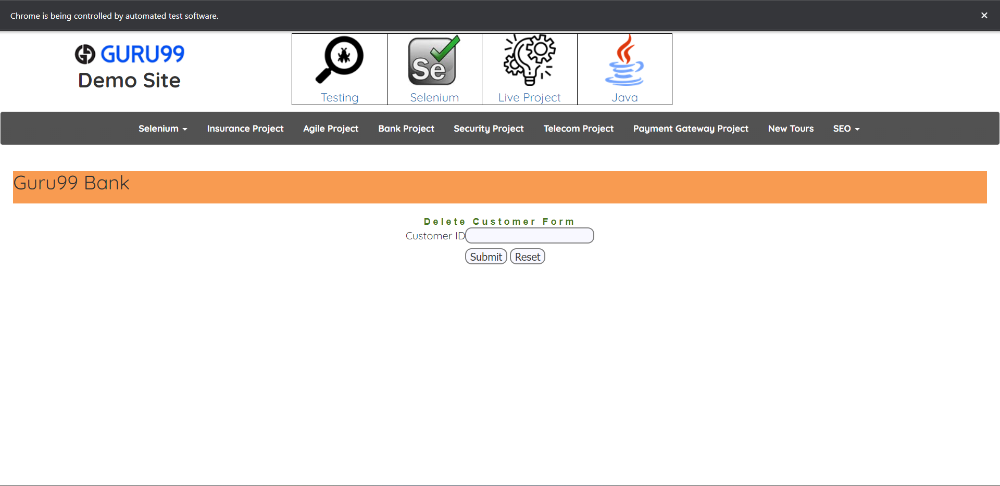 Chrome is being controlled by automated test software.
GURU99
Demo Site
Se
Testing Selenium Live Project Java
Selenium Insurance Project Agile Project Bank Project Security Project Telecom Project Payment Gateway Project New Tours SEO
Guru99 Bank
Delete Customer Form
Customer ID
Submit Reset